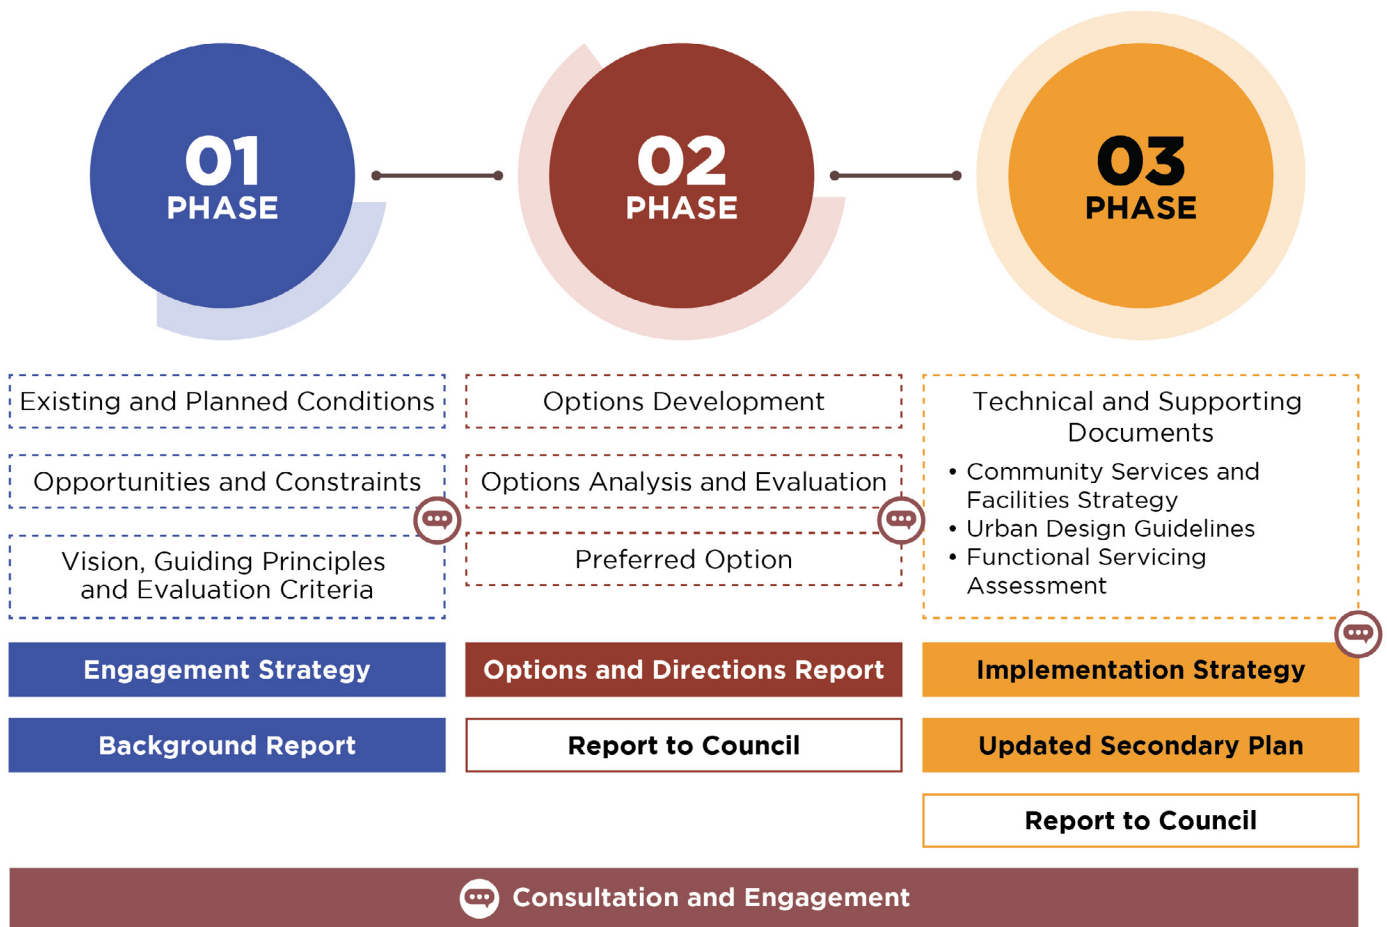 01
PHASE
02
PHASE
03
PHASE
Existing and Planned Conditions
Opportunities and Constraints
Vision, Guiding Principles
and Evaluation Criteria
Engagement Strategy
Background Report
Options Development
Options Analysis and Evaluation
Preferred Option
Options and Directions Report
Report to Council
Technical and Supporting
Documents
• Community Services and
Facilities Strategy
• Urban Design Guidelines
• Functional Servicing
Assessment
Implementation Strategy
Updated Secondary Plan
Report to Council
Consultation and Engagement